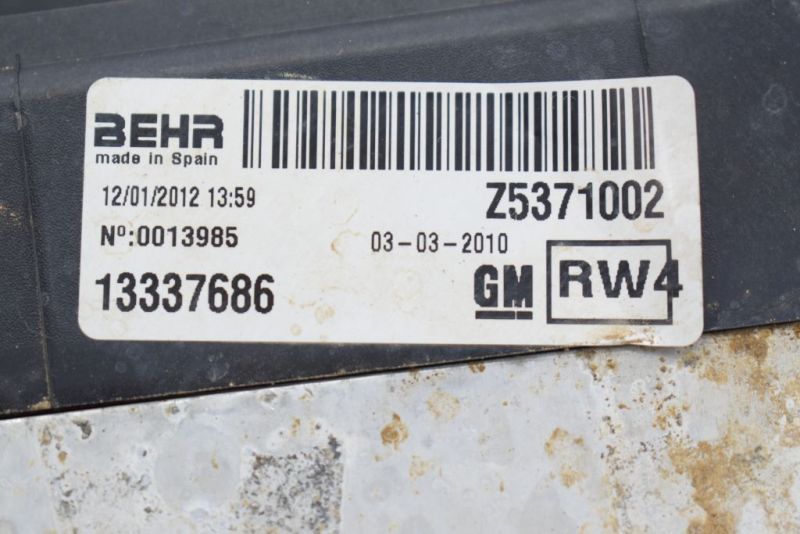 BEHR
made in Spain
12/01/2012 13:59
Z5371002
Nº:0013985
03-03-2010
13337686
GM
RW4